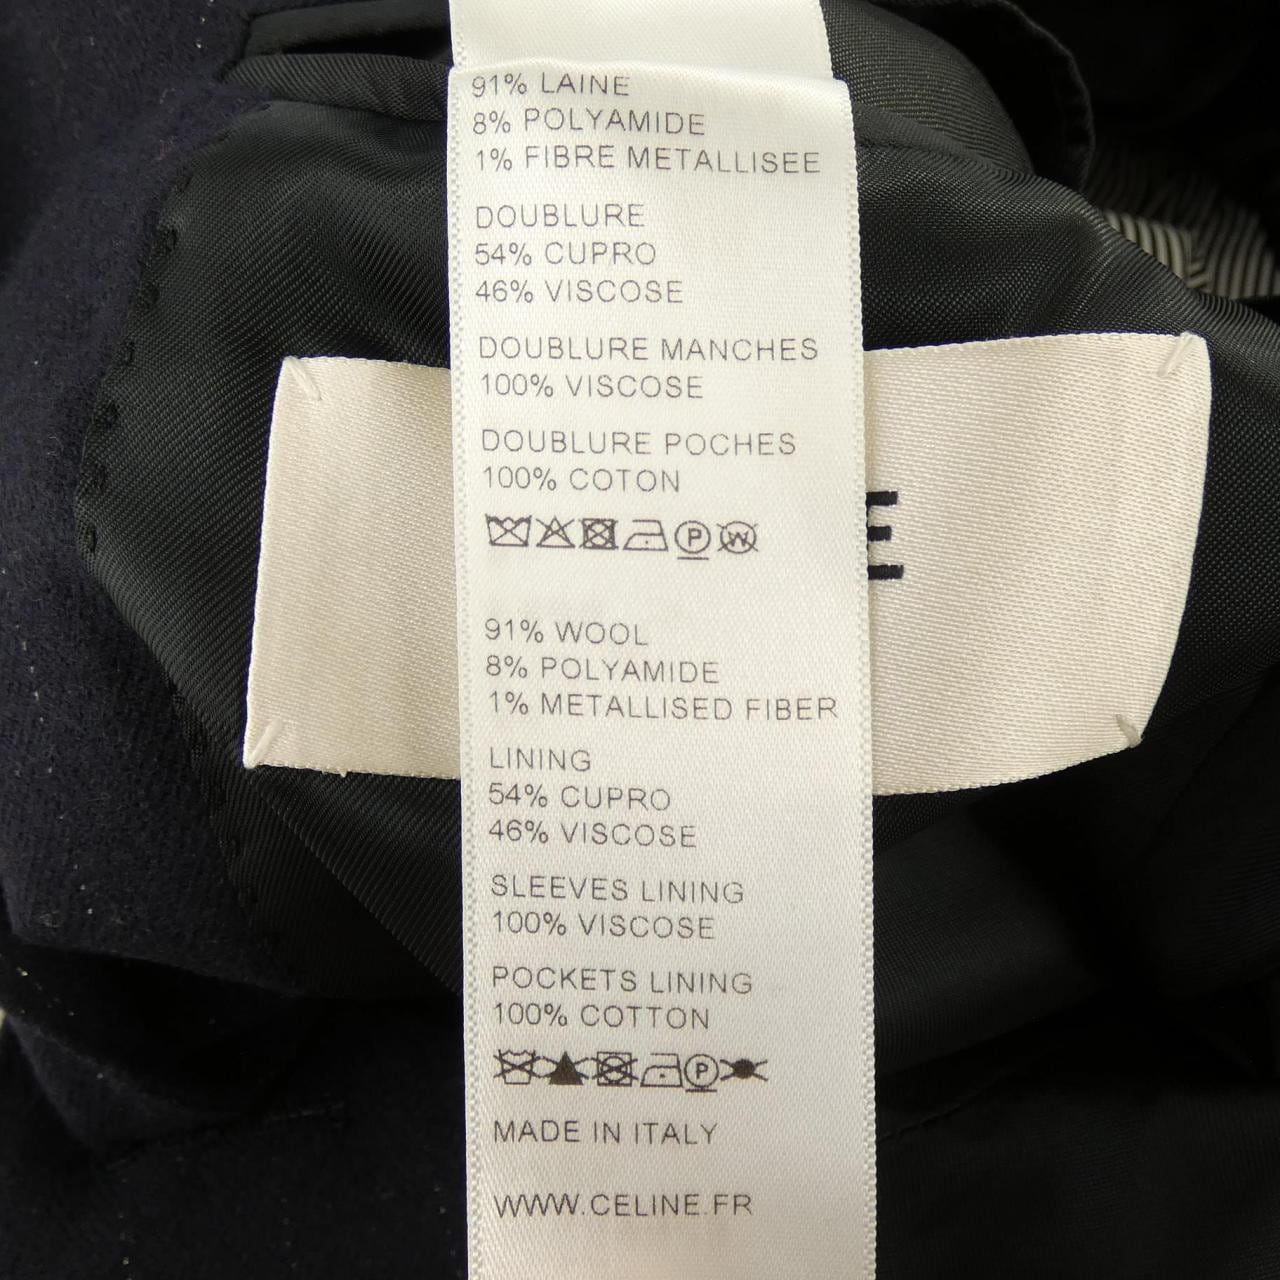 91% LAINE
8% POLYAMIDE
1% FIBRE METALLISEE
DOUBLURE
54% CUPRO
46% VISCOSE
DOUBLURE MANCHES
100% VISCOSE
DOUBLURE POCHES
100% COTON
P W
E
91% WOOL
8% POLYAMIDE
1% METALLISED FIBER
LINING
54% CUPRO
46% VISCOSE
SLEEVES LINING
100% VISCOSE
POCKETS LINING
100% COTTON
P
MADE IN ITALY
WWW.CELINE.FR